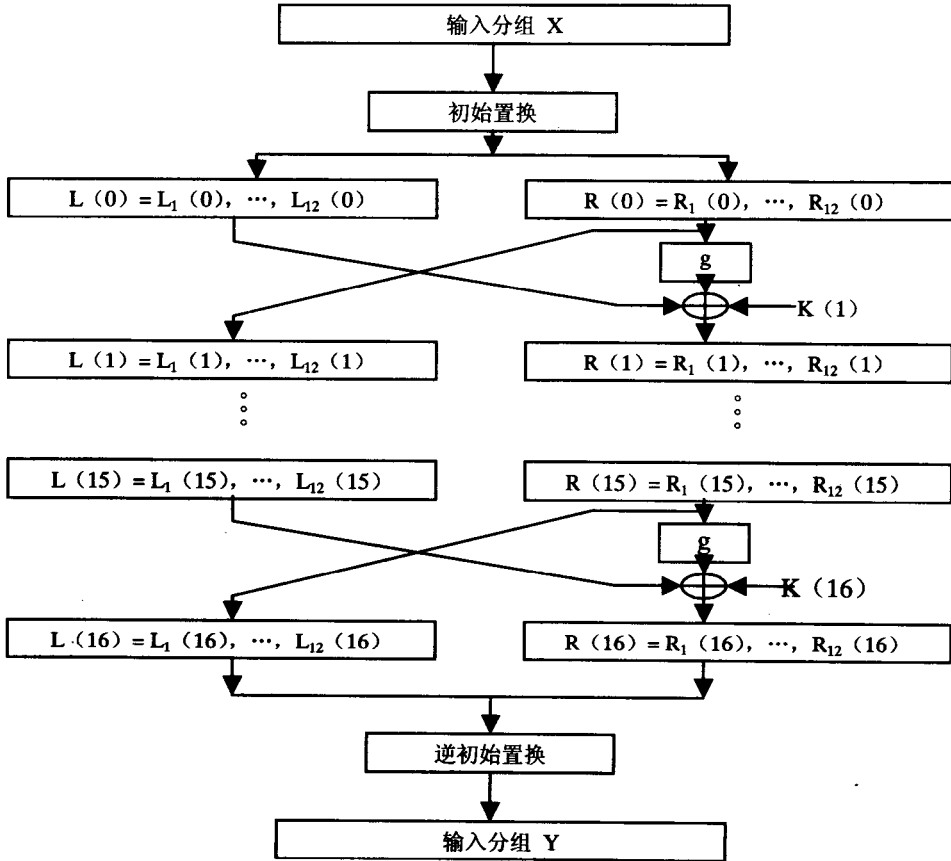 输入分组 X
初始置换
L（0）= L₁（0），…，L₁₂（0）
R（0）= R₁（0），…，R₁₂（0）
g
K（1）
L（1）= L₁（1），…，L₁₂（1）
R（1）= R₁（1），…，R₁₂（1）
L（15）= L₁（15），…，L₁₂（15）
R（15）= R₁（15），…，R₁₂（15）
g
K（16）
L（16）= L₁（16），…，L₁₂（16）
R（16）= R₁（16），…，R₁₂（16）
逆初始置换
输入分组 Y